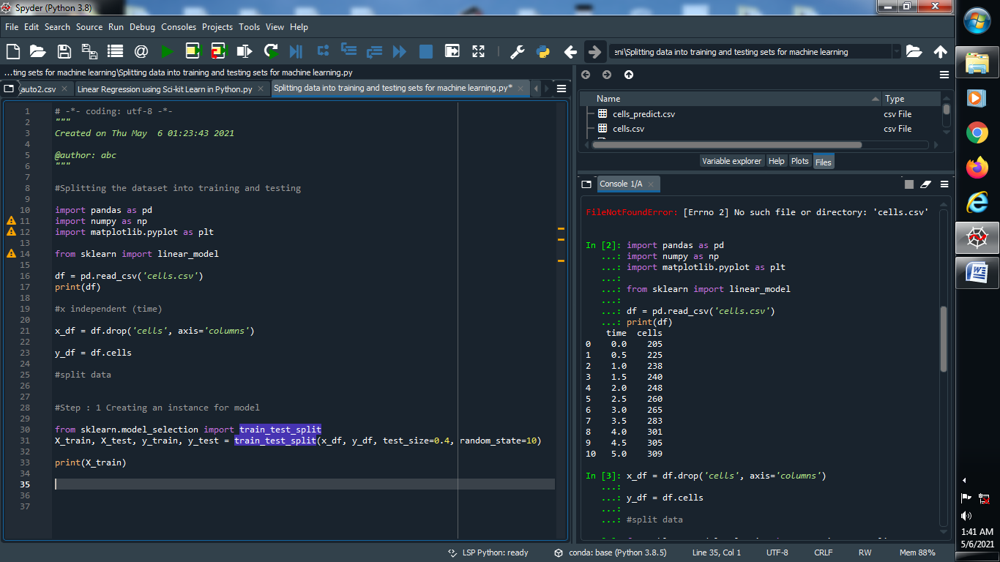 Spyder (Python 3.8)
File Edit Search Source Run Debug Consoles Projects Tools View Help
eni\Splitting data into training and testing sets for machine learning
...ting sets for machine learning\Splitting data into training and testing sets for machine learning.py
auto2.csv
Linear Regression using Sci-kit Learn in Python.py
Splitting data into training and testing sets for machine learning.py*
1 # -*- coding: utf-8 -*-
2 """
3 Created on Thu May  6 01:23:43 2021
4
5 @author: abc
6 """
7
8 #Splitting the dataset into training and testing
9
10 import pandas as pd
11 import numpy as np
12 import matplotlib.pyplot as plt
13
14 from sklearn import linear_model
15
16 df = pd.read_csv('cells.csv')
17 print(df)
18
19 #x independent (time)
20
21 x_df = df.drop('cells', axis='columns')
22
23 y_df = df.cells
24
25 #split data
26
27
28 #Step : 1 Creating an instance for model
29
30 from sklearn.model_selection import train_test_split
31 X_train, X_test, y_train, y_test = train_test_split(x_df, y_df, test_size=0.4, random_state=10)
32
33 print(X_train)
34
35
36
37
Name Type
cells_predict.csv csv File
cells.csv csv File
Variable explorer Help Plots Files
Console 1/A
FileNotFoundError: [Errno 2] No such file or directory: 'cells.csv'
In [2]: import pandas as pd
...: import numpy as np
...: import matplotlib.pyplot as plt
...:
...: from sklearn import linear_model
...:
...: df = pd.read_csv('cells.csv')
...: print(df)
time cells
0 0.0 205
1 0.5 225
2 1.0 238
3 1.5 240
4 2.0 248
5 2.5 260
6 3.0 265
7 3.5 283
8 4.0 301
9 4.5 305
10 5.0 309
In [3]: x_df = df.drop('cells', axis='columns')
...:
...: y_df = df.cells
...:
...: #split data
LSP Python: ready conda: base (Python 3.8.5) Line 35, Col 1 UTF-8 CRLF RW Mem 88%
1:41 AM
5/6/2021